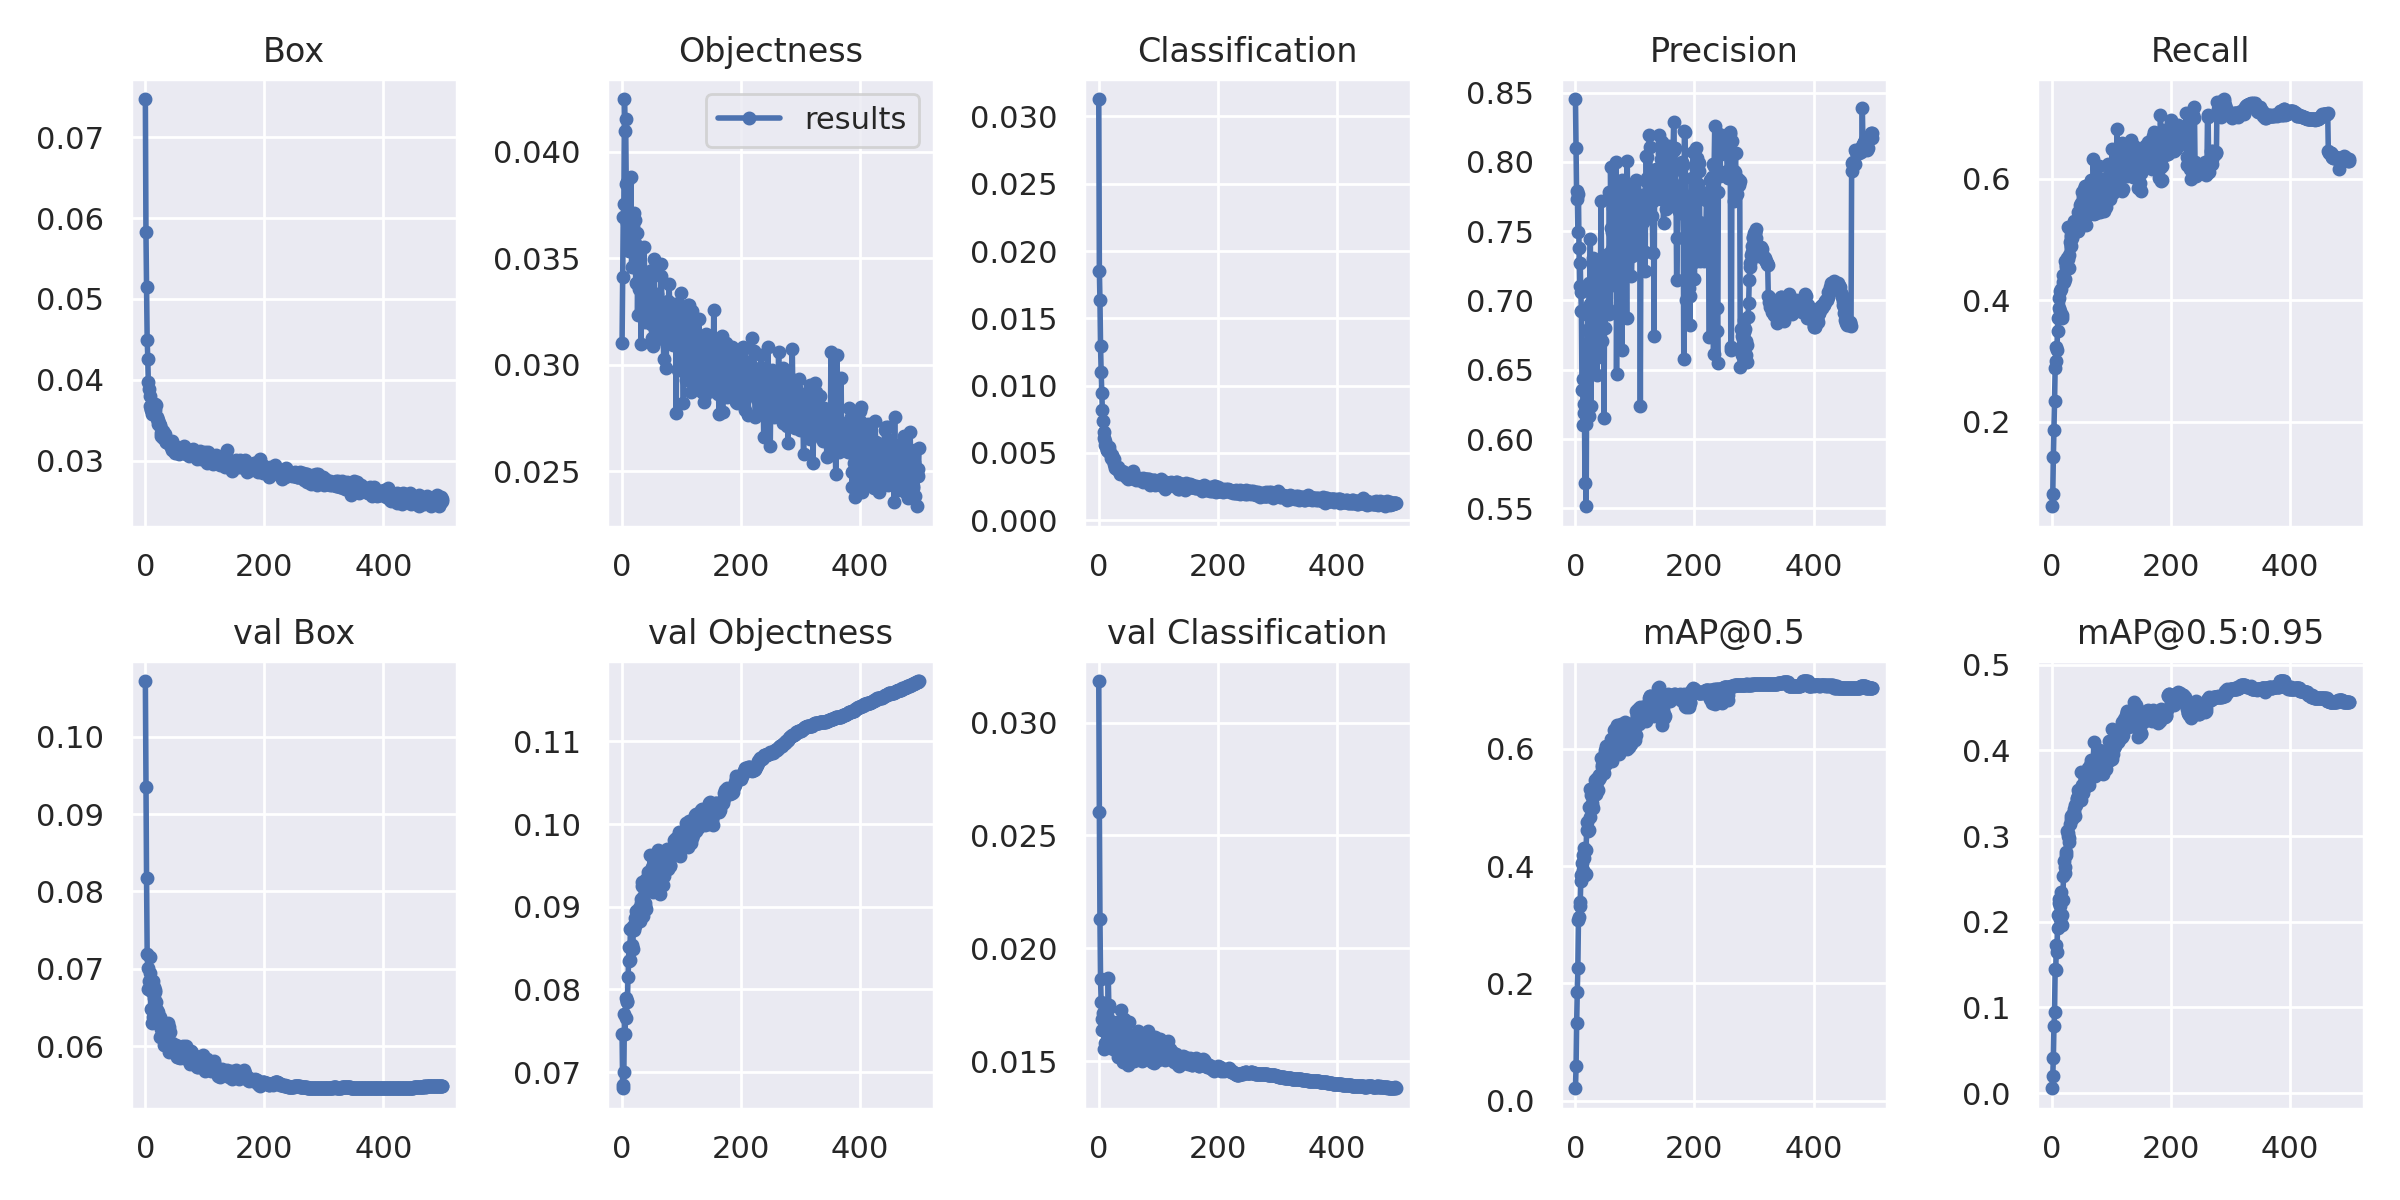 Box
Objectness
Classification
Precision
Recall
results
0.07
0.06
0.05
0.04
0.03
0 200 400
0.040
0.035
0.030
0.025
0 200 400
0.030
0.025
0.020
0.015
0.010
0.005
0.000
0 200 400
0.85
0.80
0.75
0.70
0.65
0.60
0.55
0 200 400
0.6
0.4
0.2
0 200 400
val Box
val Objectness
val Classification
mAP@0.5
mAP@0.5:0.95
0.10
0.09
0.08
0.07
0.06
0 200 400
0.11
0.10
0.09
0.08
0.07
0 200 400
0.030
0.025
0.020
0.015
0 200 400
0.6
0.4
0.2
0.0
0 200 400
0.5
0.4
0.3
0.2
0.1
0.0
0 200 400